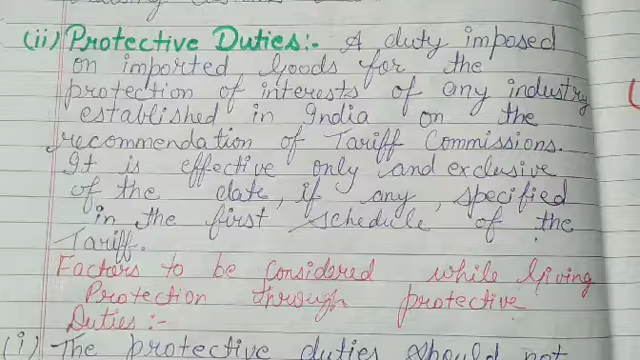 (ii) Protective Duties:- A duty imposed
on imported Goods for the
protection of interests of any industry
established in India on the
recommendation of Tariff Commissions.
It is effective only and exclusive
of the date, if any, specified
in the first schedule of the
Tariff.
Factors to be Considered while Giving
Protection through protective
Duties :-
(i) The protective duties should not